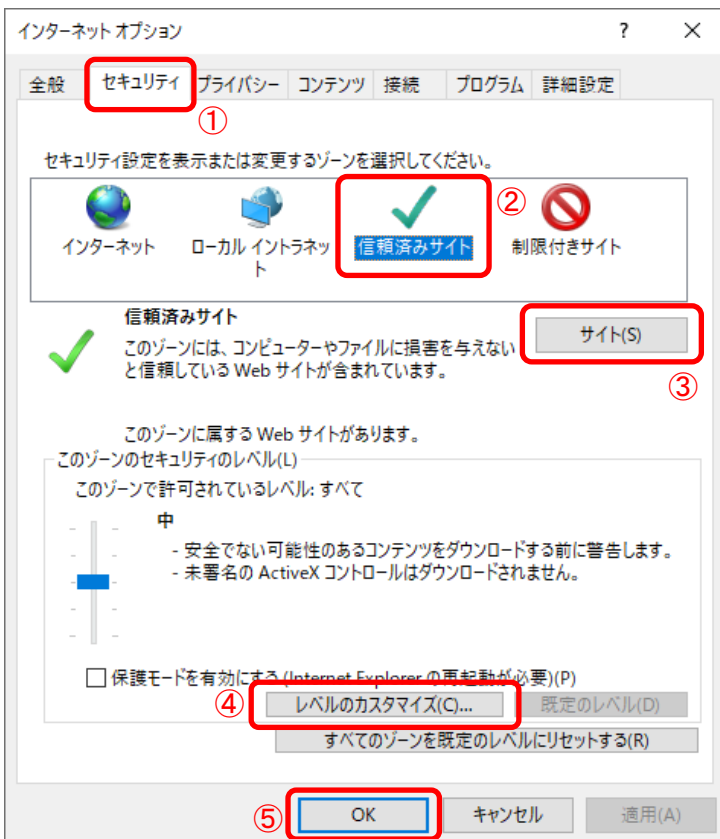 インターネット オプション ? ×
全般 セキュリティ プライバシー コンテンツ 接続 プログラム 詳細設定
①
セキュリティ設定を表示または変更するゾーンを選択してください。
②
インターネット ローカル イントラネット 信頼済みサイト 制限付きサイト
信頼済みサイト
サイト(S)
このゾーンには、コンピューターやファイルに損害を与えない
と信頼している Web サイトが含まれています。
③
このゾーンに属する Web サイトがあります。
このゾーンのセキュリティのレベル(L)
このゾーンで許可されているレベル: すべて
中
- 安全でない可能性のあるコンテンツをダウンロードする前に警告します。
- 未署名の ActiveX コントロールはダウンロードされません。
保護モードを有効にする (Internet Explorer の再起動が必要)(P)
④ レベルのカスタマイズ(C)... 既定のレベル(D)
すべてのゾーンを既定のレベルにリセットする(R)
⑤ OK キャンセル 適用(A)